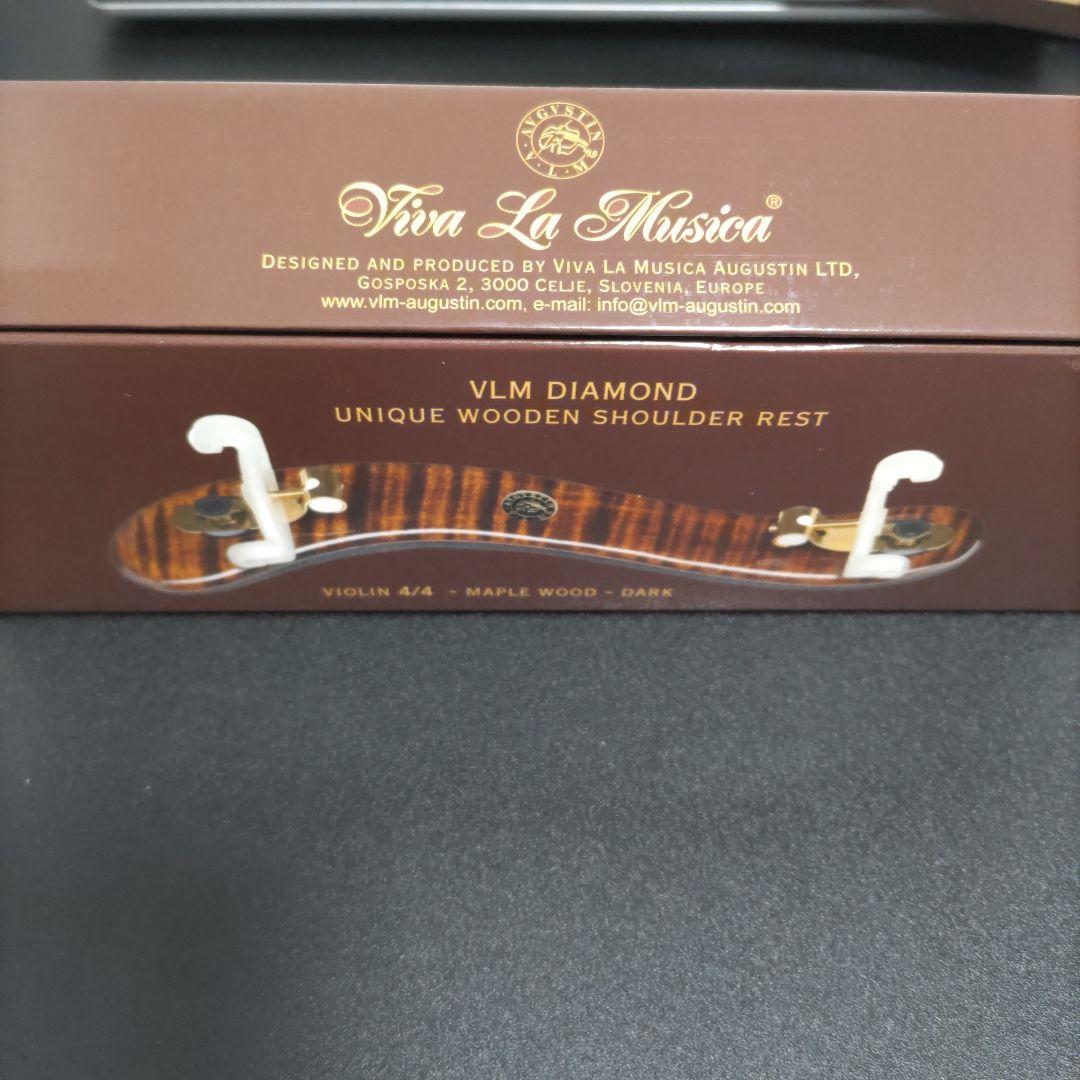 AVGVSTIN
· V · L · M ·
Viva La Musica®
DESIGNED AND PRODUCED BY VIVA LA MUSICA AUGUSTIN LTD,
GOSPOSKA 2, 3000 CELJE, SLOVENIA, EUROPE
www.vlm-augustin.com, e-mail: info@vlm-augustin.com
VLM DIAMOND
UNIQUE WOODEN SHOULDER REST
VIOLIN 4/4 - MAPLE WOOD - DARK